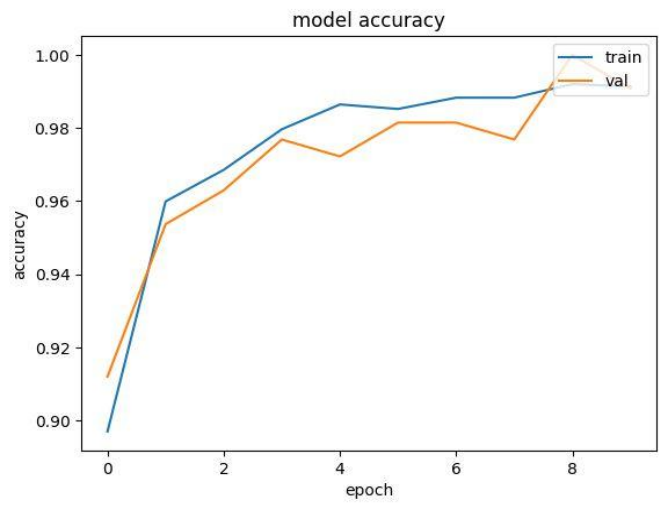 model accuracy
1.00
0.98
0.96
0.94
0.92
0.90
accuracy
train
val
0 2 4 6 8
epoch